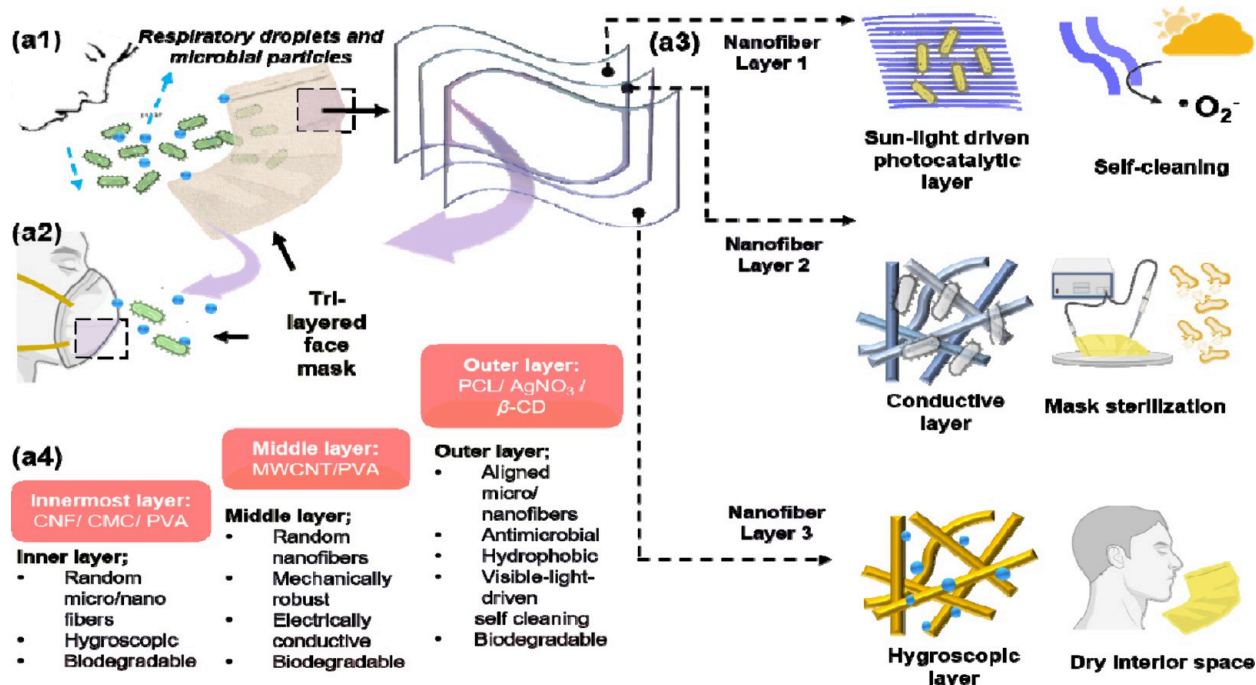 (a1)
Respiratory droplets and
microbial particles
(a2)
Tri-
layered
face
mask
(a3)
Nanofiber
Layer 1
Sun-light driven
photocatalytic
layer
• O₂⁻
Self-cleaning
Nanofiber
Layer 2
Conductive
layer
Mask sterilization
Nanofiber
Layer 3
Hygroscopic
layer
Dry interior space
(a4)
Innermost layer:
CNF/ CMC/ PVA
Inner layer;
• Random
micro/nano
fibers
• Hygroscopic
• Biodegradable
Middle layer:
MWCNT/PVA
Middle layer;
• Random
nanofibers
• Mechanically
robust
• Electrically
conductive
• Biodegradable
Outer layer:
PCL/ AgNO₃ /
β-CD
Outer layer;
• Aligned
micro/
nanofibers
• Antimicrobial
• Hydrophobic
• Visible-light-
driven
self cleaning
• Biodegradable